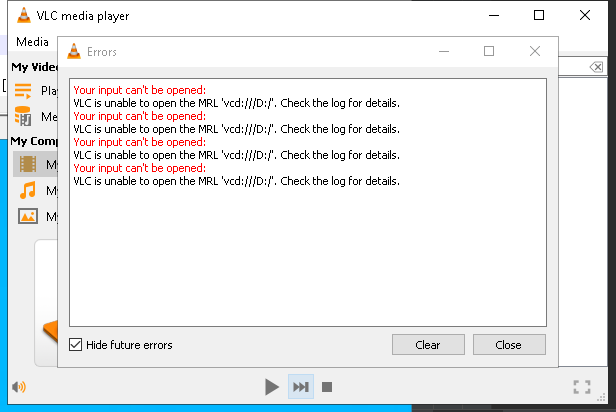 VLC media player
Media
Errors
My Video
Your input can't be opened:
VLC is unable to open the MRL 'vcd:///D:/'. Check the log for details.
Your input can't be opened:
VLC is unable to open the MRL 'vcd:///D:/'. Check the log for details.
Your input can't be opened:
VLC is unable to open the MRL 'vcd:///D:/'. Check the log for details.
Your input can't be opened:
VLC is unable to open the MRL 'vcd:///D:/'. Check the log for details.
Play
Me
My Comp
My
My
My
Hide future errors
Clear
Close